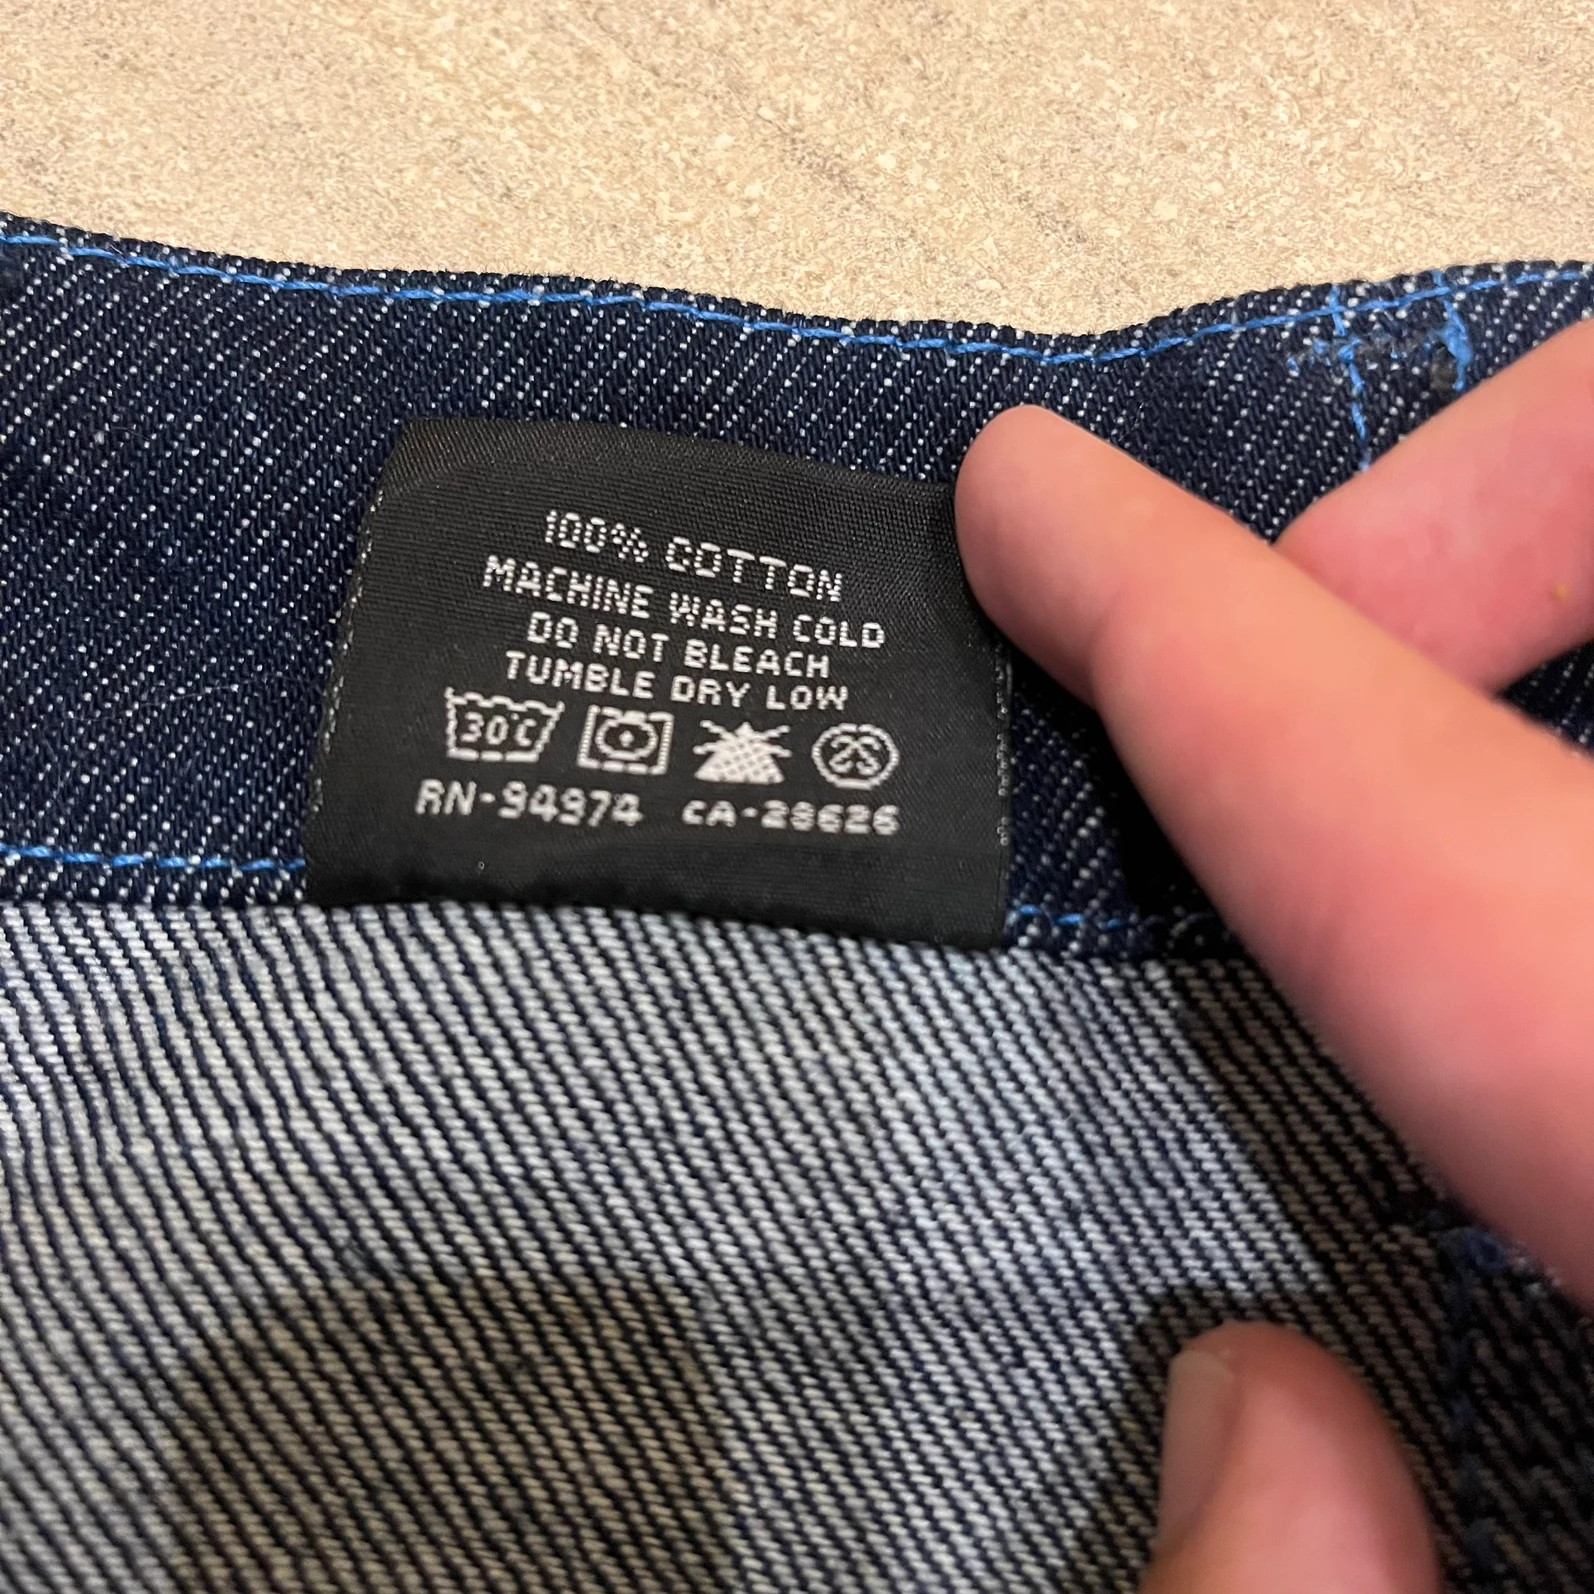 100% COTTON
MACHINE WASH COLD
DO NOT BLEACH
TUMBLE DRY LOW
30°C
RN-94974 CA-28626